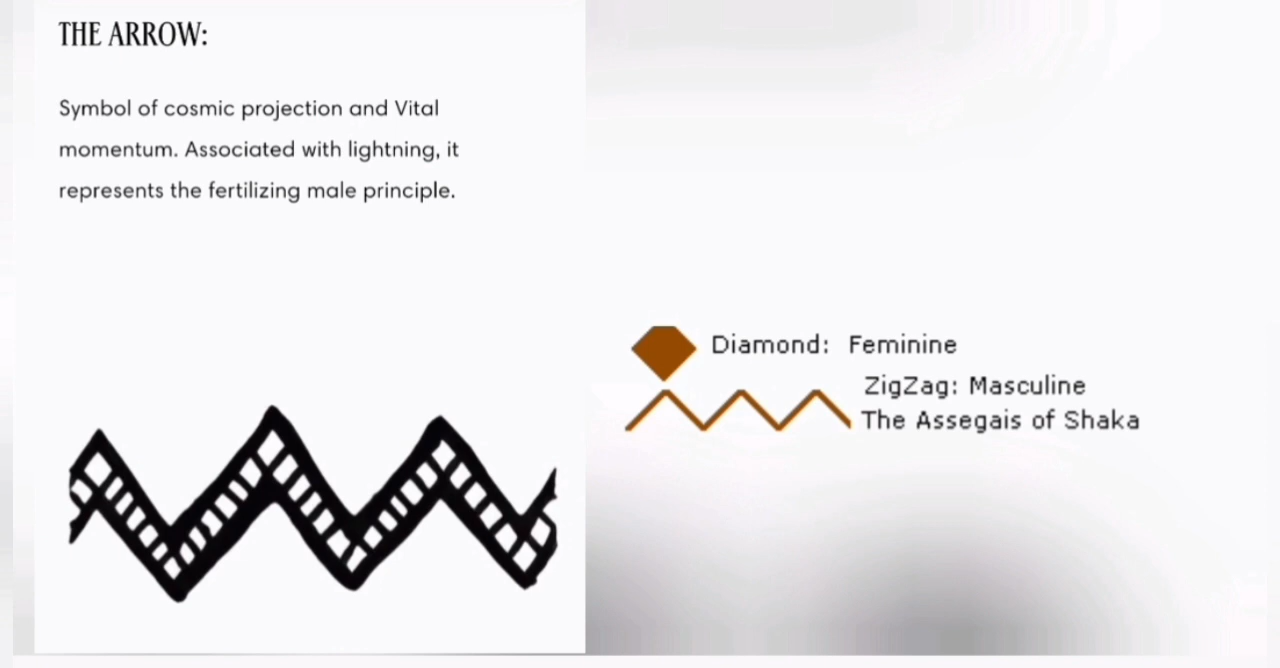 THE ARROW:
Symbol of cosmic projection and Vital
momentum. Associated with lightning, it
represents the fertilizing male principle.
Diamond: Feminine
ZigZag: Masculine
The Assegais of Shaka